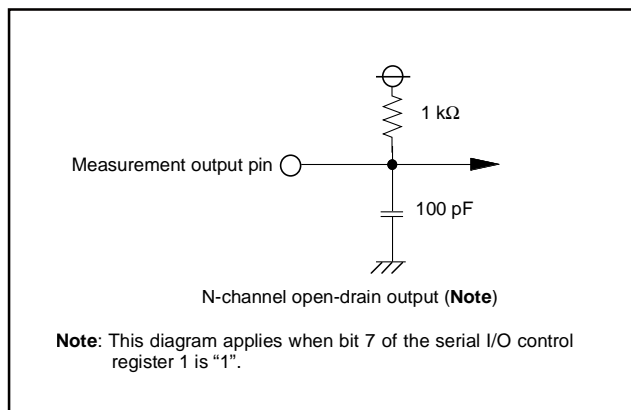 1 kΩ
Measurement output pin
100 pF
N-channel open-drain output (Note)
Note: This diagram applies when bit 7 of the serial I/O control
register 1 is “1”.